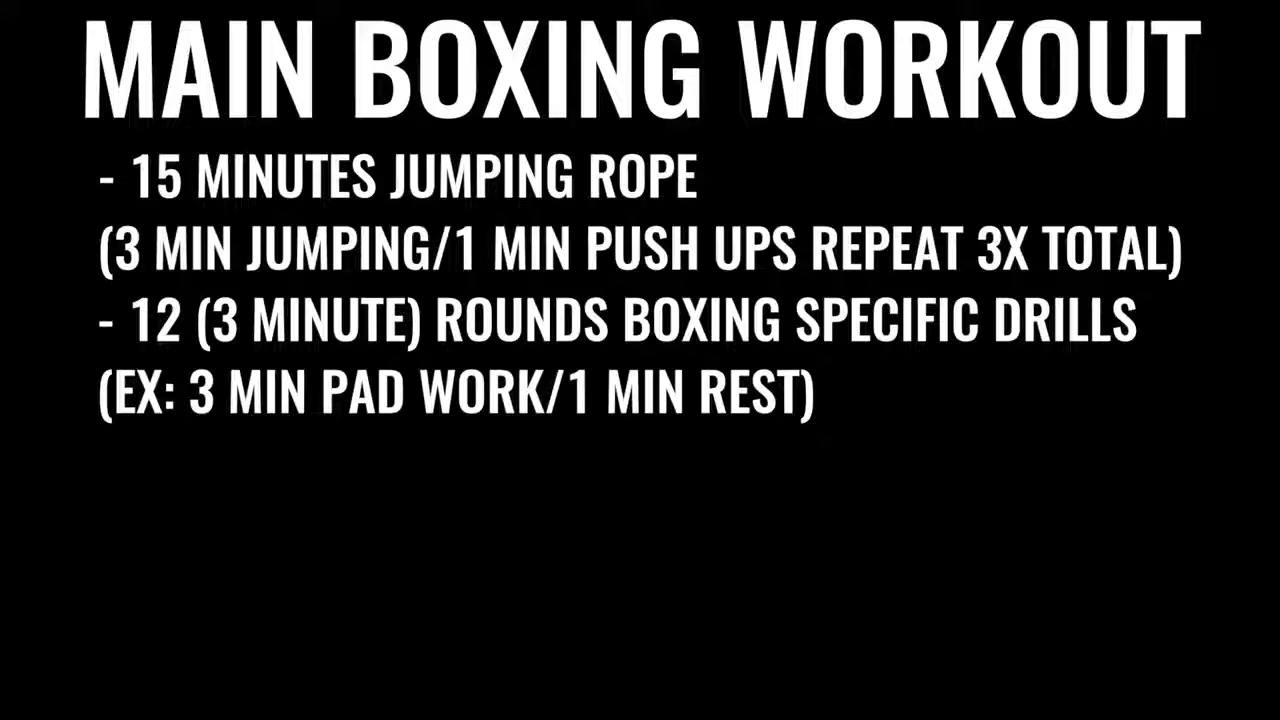 MAIN BOXING WORKOUT
- 15 MINUTES JUMPING ROPE
(3 MIN JUMPING/1 MIN PUSH UPS REPEAT 3X TOTAL)
- 12 (3 MINUTE) ROUNDS BOXING SPECIFIC DRILLS
(EX: 3 MIN PAD WORK/1 MIN REST)